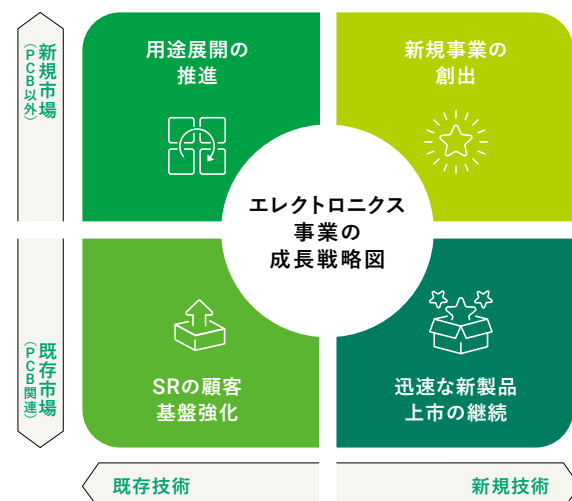 新規市場
(PCB以外)
用途展開の
推進
新規事業の
創出
エレクトロニクス
事業の
成長戦略図
既存市場
(PCB関連)
SRの顧客
基盤強化
迅速な新製品
上市の継続
既存技術
新規技術